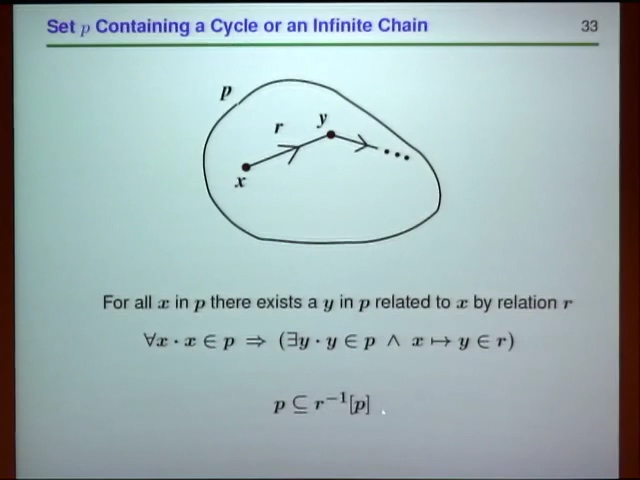 Set p Containing a Cycle or an Infinite Chain 33
p
r
y
x
For all x in p there exists a y in p related to x by relation r
∀x · x ∈ p ⇒ (∃y · y ∈ p ∧ x ↦ y ∈ r)
p ⊆ r⁻¹[p]